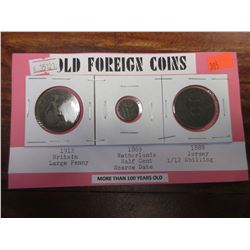 OLD FOREIGN COINS
1912
Britain
Large Penny
1869
Netherlands
Half Cent
Scarce Date
1888
Jersey
1/12 Shilling
MORE THAN 100 YEARS OLD